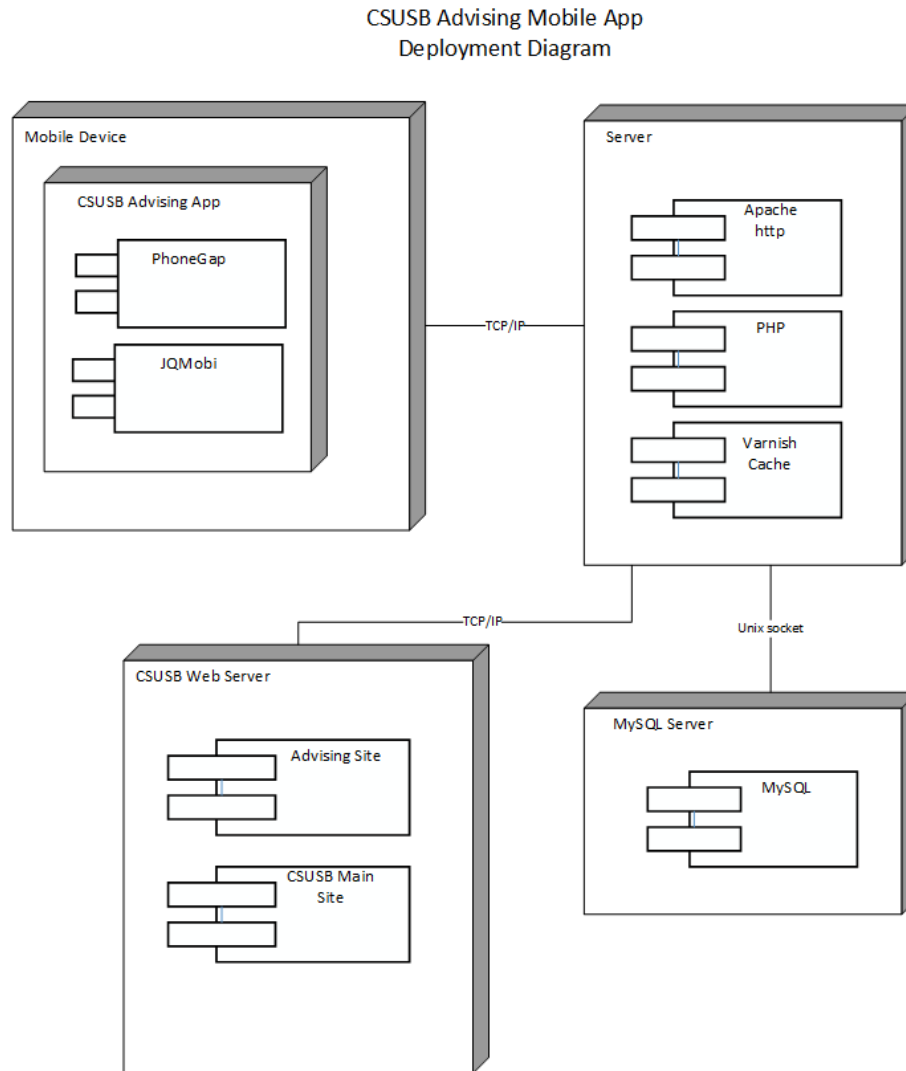 CSUSB Advising Mobile App
Deployment Diagram
Mobile Device
CSUSB Advising App
PhoneGap
JQMobi
TCP/IP
Server
Apache
http
PHP
Varnish
Cache
TCP/IP
Unix socket
CSUSB Web Server
Advising Site
CSUSB Main
Site
MySQL Server
MySQL